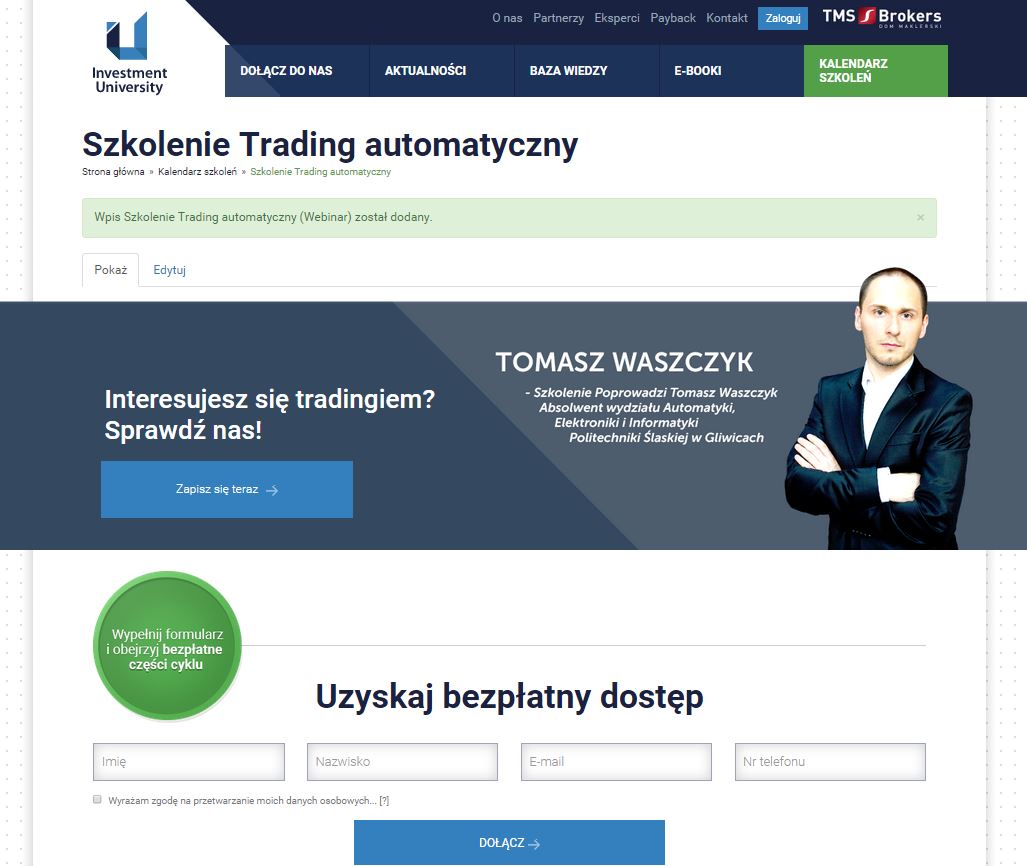 O nas Partnerzy Eksperci Payback Kontakt Zaloguj
TMS Brokers
DOM MAKLERSKI
Investment
University
DOŁĄCZ DO NAS
AKTUALNOŚCI
BAZA WIEDZY
E-BOOKI
KALENDARZ
SZKOLEŃ
Szkolenie Trading automatyczny
Strona główna » Kalendarz szkoleń » Szkolenie Trading automatyczny
Wpis Szkolenie Trading automatyczny (Webinar) został dodany. ×
Pokaż Edytuj
TOMASZ WASZCZYK
- Szkolenie Poprowadzi Tomasz Waszczyk
Absolwent wydziału Automatyki,
Elektroniki i Informatyki
Politechniki Ślaskiej w Gliwicach
Interesujesz się tradingiem?
Sprawdź nas!
Zapisz się teraz →
Wypełnij formularz
i obejrzyj bezpłatne
części cyklu
Uzyskaj bezpłatny dostęp
Imię
Nazwisko
E-mail
Nr telefonu
Wyrażam zgodę na przetwarzanie moich danych osobowych... [?]
DOŁĄCZ →